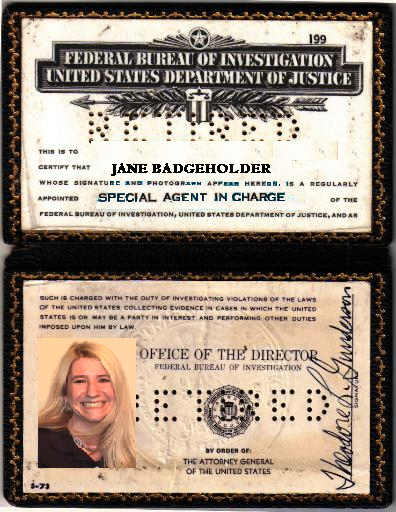 199
FEDERAL BUREAU OF INVESTIGATION
UNITED STATES DEPARTMENT OF JUSTICE
RETIRED
THIS IS TO
CERTIFY THAT
JANE BADGEHOLDER
WHOSE SIGNATURE AND PHOTOGRAPH APPEAR HEREON, IS A REGULARLY
APPOINTED SPECIAL AGENT IN CHARGE OF THE
FEDERAL BUREAU OF INVESTIGATION, UNITED STATES DEPARTMENT OF JUSTICE, AND AS
SUCH IS CHARGED WITH THE DUTY OF INVESTIGATING VIOLATIONS OF THE LAWS
OF THE UNITED STATES, COLLECTING EVIDENCE IN CASES IN WHICH THE UNITED
STATES IS OR MAY BE A PARTY IN INTEREST AND PERFORMING OTHER DUTIES
IMPOSED UPON HIM BY LAW.
OFFICE OF THE DIRECTOR
FEDERAL BUREAU OF INVESTIGATION
BY ORDER OF:
THE ATTORNEY GENERAL
OF THE UNITED STATES
Theodore L. Gunderson
SIGNATURE
5-73